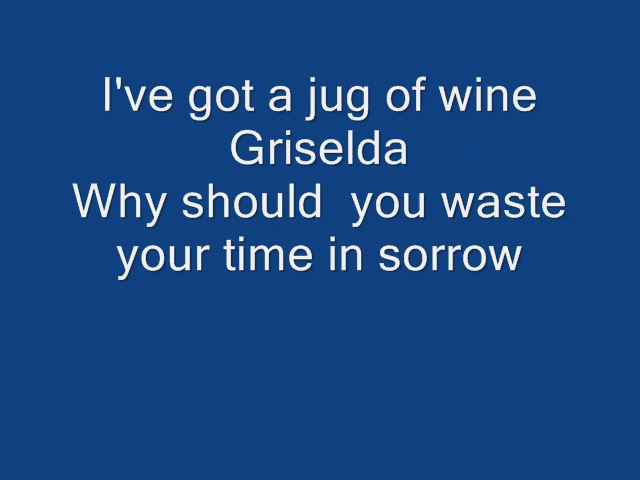 I've got a jug of wine
Griselda
Why should  you waste
your time in sorrow